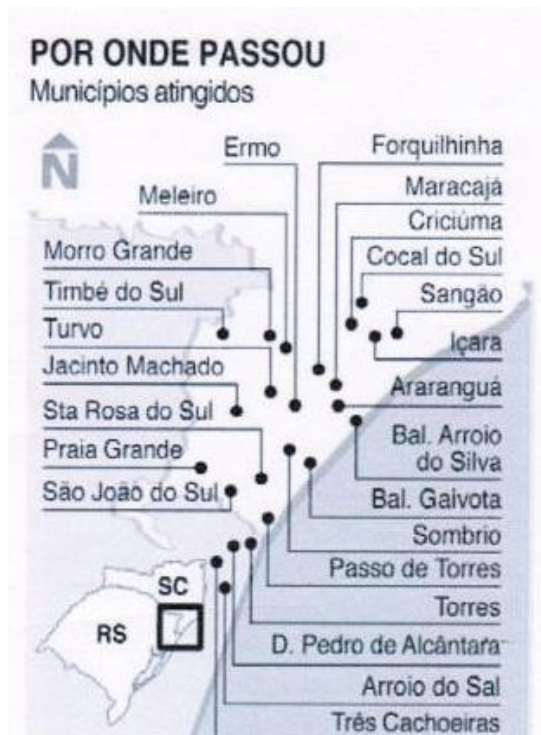 POR ONDE PASSOU
Municípios atingidos
N
Ermo
Meleiro
Morro Grande
Timbé do Sul
Turvo
Jacinto Machado
Sta Rosa do Sul
Praia Grande
São João do Sul
Forquilhinha
Maracajá
Criciúma
Cocal do Sul
Sangão
Içara
Araranguá
Bal. Arroio
do Silva
Bal. Gaivota
Sombrio
Passo de Torres
Torres
D. Pedro de Alcântara
Arroio do Sal
Três Cachoeiras
SC
RS